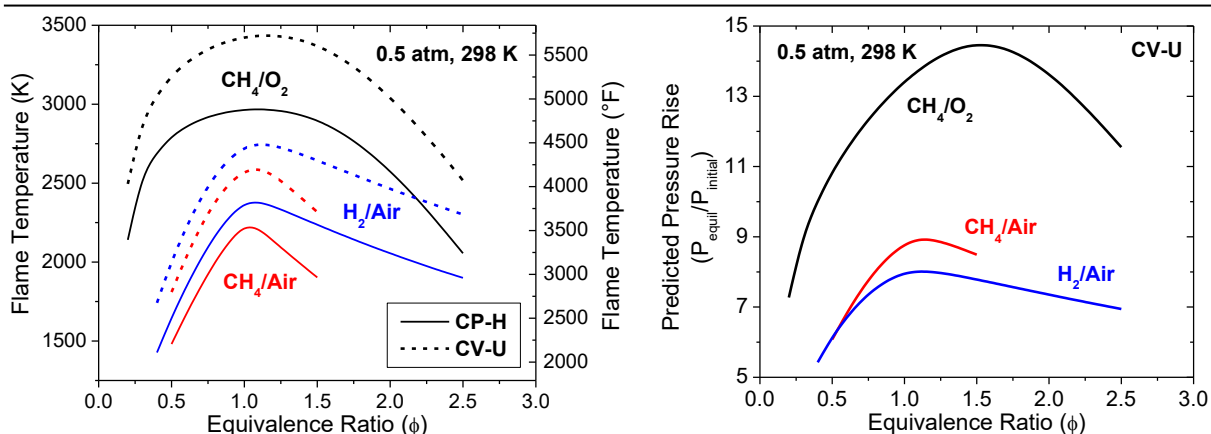 3500
3000
2500
2000
1500
Flame Temperature (K)
0.5 atm, 298 K
CH₄/O₂
H₂/Air
CH₄/Air
CP-H
CV-U
5500
5000
4500
4000
3500
3000
2500
2000
Flame Temperature (°F)
0.0 0.5 1.0 1.5 2.0 2.5 3.0
Equivalence Ratio (ϕ)
15
13
11
9
7
5
Predicted Pressure Rise
(P_equil/P_initial)
0.5 atm, 298 K
CV-U
CH₄/O₂
CH₄/Air
H₂/Air
0.0 0.5 1.0 1.5 2.0 2.5 3.0
Equivalence Ratio (ϕ)